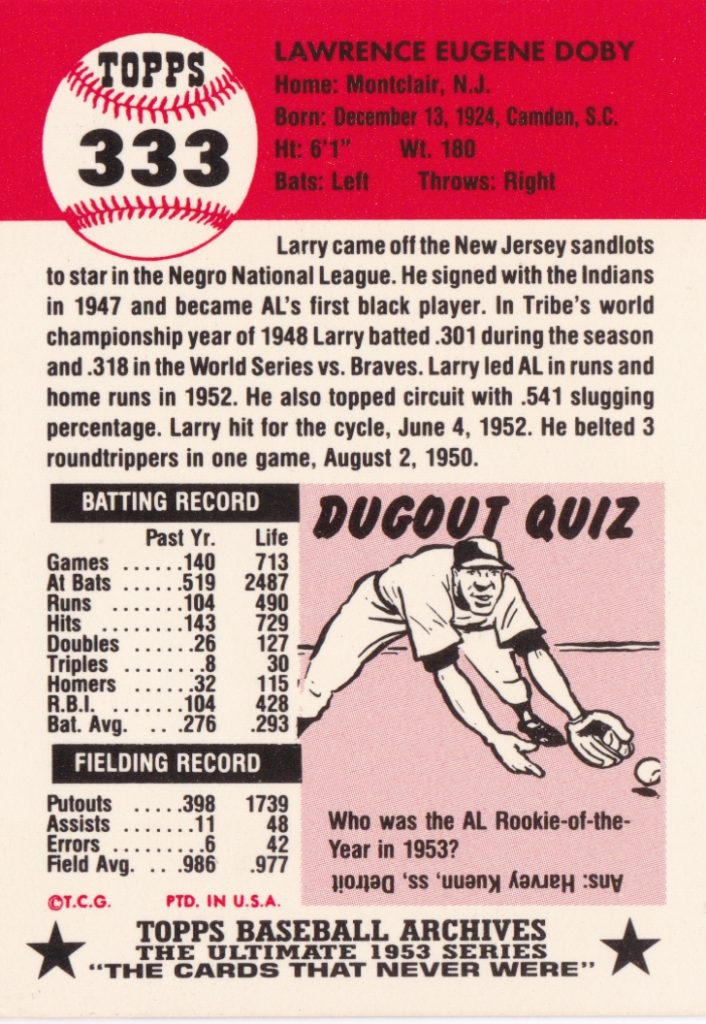 TOPPS
333
LAWRENCE EUGENE DOBY
Home: Montclair, N.J.
Born: December 13, 1924, Camden, S.C.
Ht: 6'1" Wt. 180
Bats: Left Throws: Right
Larry came off the New Jersey sandlots
to star in the Negro National League. He signed with the Indians
in 1947 and became AL's first black player. In Tribe's world
championship year of 1948 Larry batted .301 during the season
and .318 in the World Series vs. Braves. Larry led AL in runs and
home runs in 1952. He also topped circuit with .541 slugging
percentage. Larry hit for the cycle, June 4, 1952. He belted 3
roundtrippers in one game, August 2, 1950.
BATTING RECORD
Past Yr. Life
Games ......140 713
At Bats .....519 2487
Runs .......104 490
Hits ........143 729
Doubles .....26 127
Triples .......8 30
Homers .....32 115
R.B.I. ......104 428
Bat. Avg. ...276 .293
FIELDING RECORD
Putouts .....398 1739
Assists .......11 48
Errors ........6 42
Field Avg. ...986 .977
DUGOUT QUIZ
Who was the AL Rookie-of-the-
Year in 1953?
Ans: Harvey Kuenn, ss, Detroit
©T.C.G. PTD. IN U.S.A.
TOPPS BASEBALL ARCHIVES
THE ULTIMATE 1953 SERIES
"THE CARDS THAT NEVER WERE"